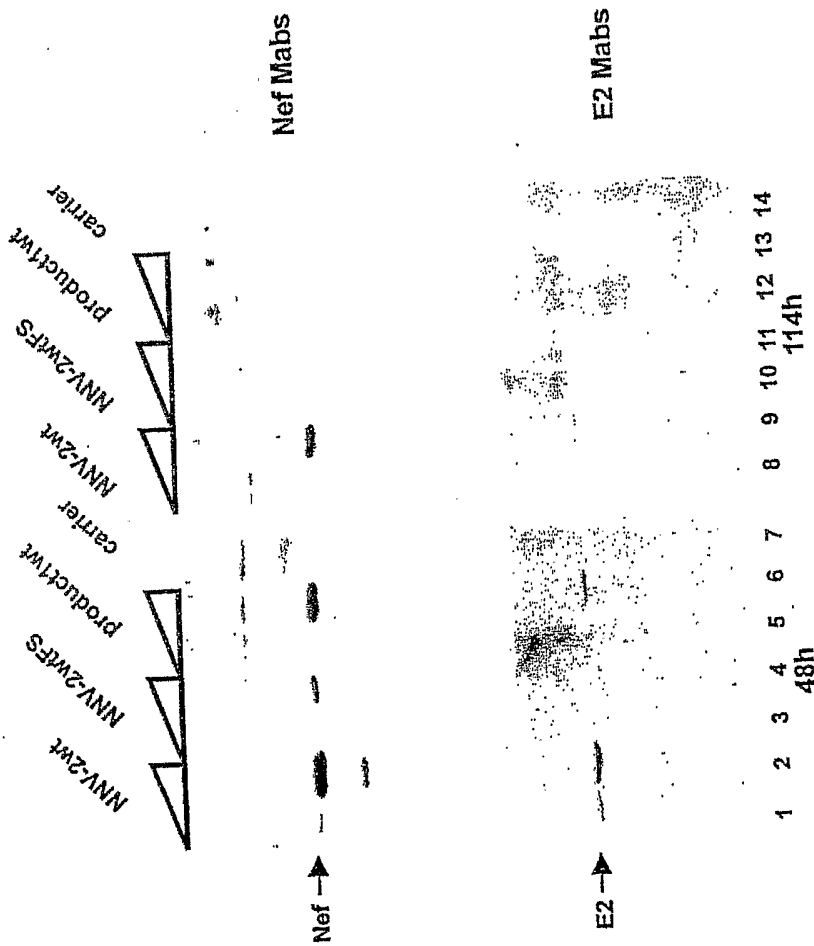 NNV-2wt NNV-2wtFS product1wt carrier NNV-2wt NNV-2wtFS product1wt carrier
Nef Nef Mabs
E2 E2 Mabs
1 2 3 4 5 6 7 8 9 10 11 12 13 14
48h 114h